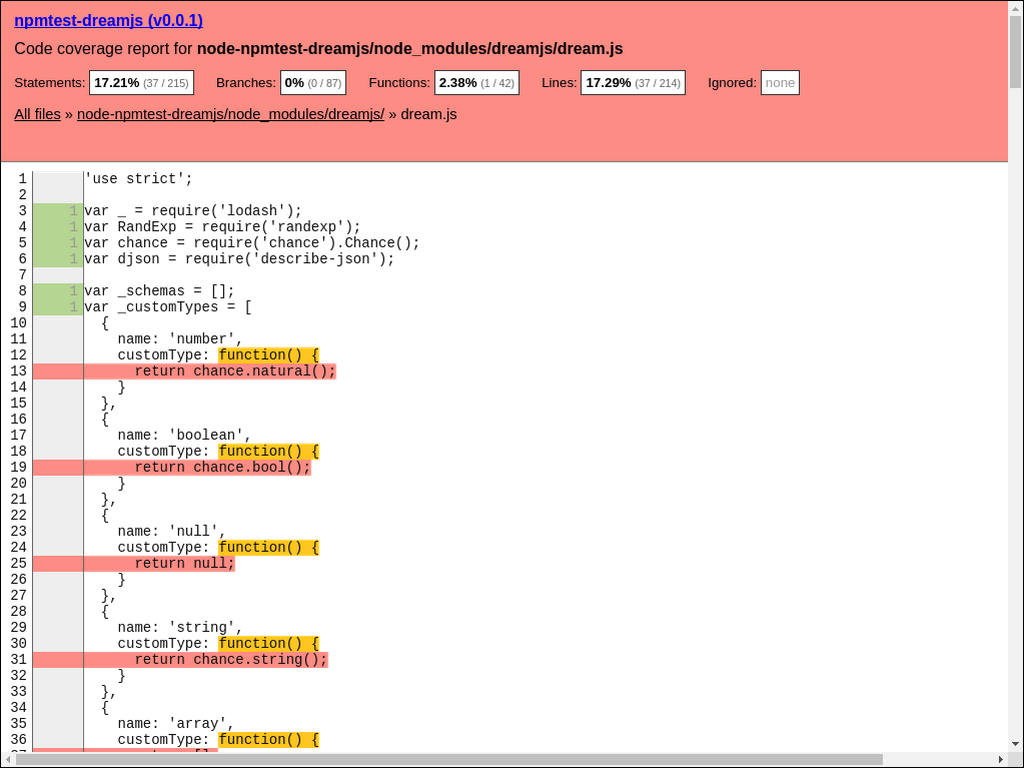 npmtest-dreamjs (v0.0.1)
Code coverage report for node-npmtest-dreamjs/node_modules/dreamjs/dream.js
Statements: 17.21% (37 / 215) Branches: 0% (0 / 87) Functions: 2.38% (1 / 42) Lines: 17.29% (37 / 214) Ignored: none
All files » node-npmtest-dreamjs/node_modules/dreamjs/ » dream.js
1 'use strict';
2
3 1 var _ = require('lodash');
4 1 var RandExp = require('randexp');
5 1 var chance = require('chance').Chance();
6 1 var djson = require('describe-json');
7
8 1 var _schemas = [];
9 1 var _customTypes = [
10 {
11 name: 'number',
12 customType: function() {
13 return chance.natural();
14 }
15 },
16 {
17 name: 'boolean',
18 customType: function() {
19 return chance.bool();
20 }
21 },
22 {
23 name: 'null',
24 customType: function() {
25 return null;
26 }
27 },
28 {
29 name: 'string',
30 customType: function() {
31 return chance.string();
32 }
33 },
34 {
35 name: 'array',
36 customType: function() {